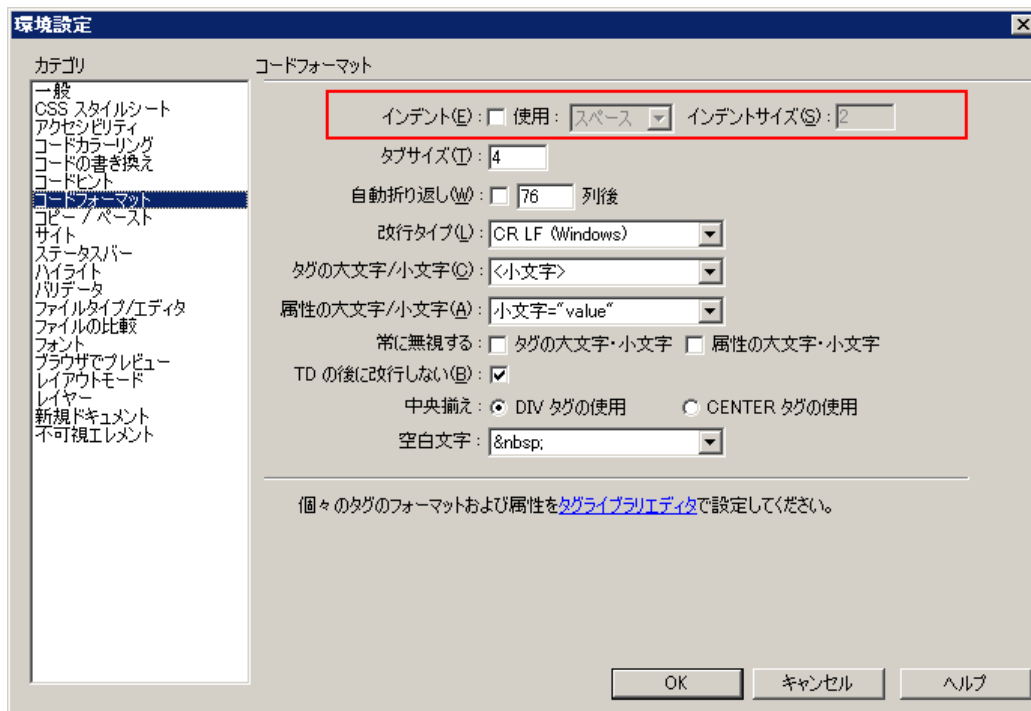 環境設定
カテゴリ
一般
CSS スタイルシート
アクセシビリティ
コードカラーリング
コードの書き換え
コードヒント
コードフォーマット
コピー / ペースト
サイト
ステータスバー
ハイライト
バリデータ
ファイルタイプ/エディタ
ファイルの比較
フォント
ブラウザでプレビュー
レイアウトモード
レイヤー
新規ドキュメント
不可視エレメント
コードフォーマット
インデント(E) : 使用 : スペース インデントサイズ(S) : 2
タブサイズ(T) : 4
自動折り返し(W) : 76 列後
改行タイプ(L) : CR LF (Windows)
タグの大文字/小文字(C) : <小文字>
属性の大文字/小文字(A) : 小文字="value"
常に無視する : タグの大文字・小文字 属性の大文字・小文字
TD の後に改行しない(B) :
中央揃え : DIV タグの使用 CENTER タグの使用
空白文字 : &nbsp;
個々のタグのフォーマットおよび属性をタグライブラリエディタで設定してください。
OK キャンセル ヘルプ